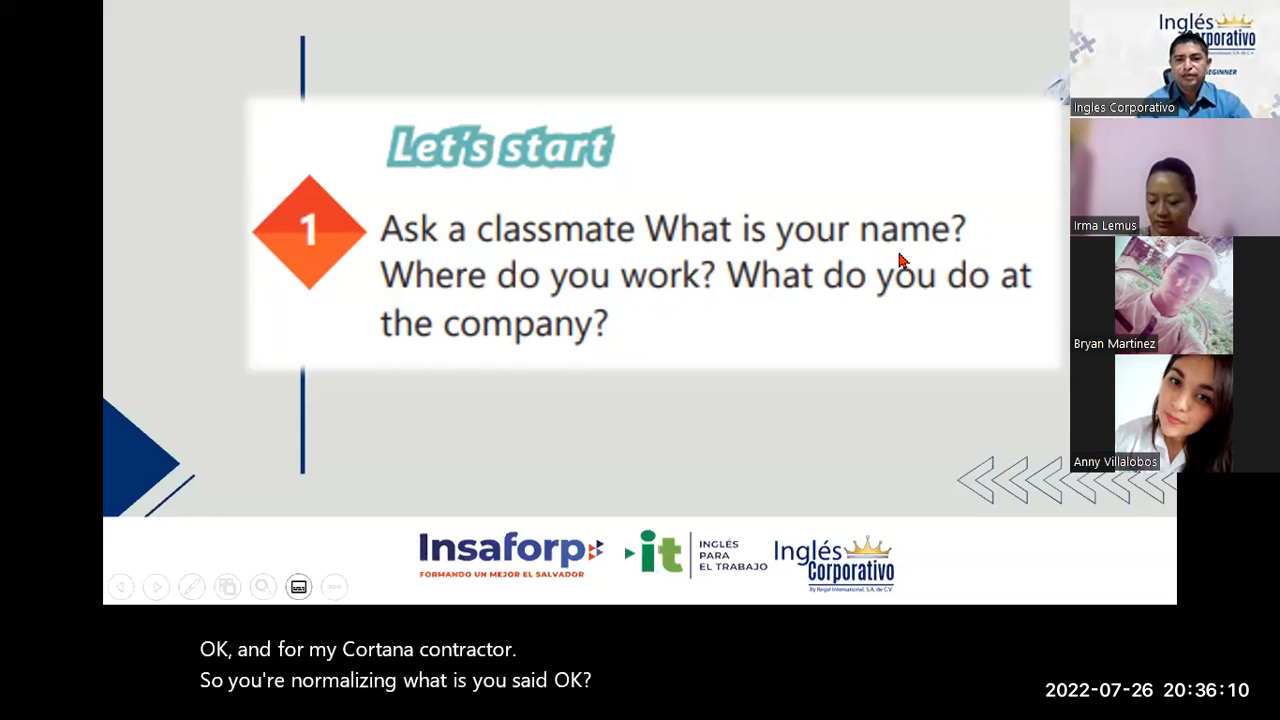 Let's start
1
Ask a classmate What is your name?
Where do you work? What do you do at
the company?
Insaforp
FORMANDO UN MEJOR EL SALVADOR
it
INGLÉS
PARA
EL TRABAJO
Inglés
Corporativo
By Regal International, S.A. de C.V.
OK, and for my Cortana contractor.
So you're normalizing what is you said OK?
Inglés
Corporativo
BEGINNER
Ingles Corporativo
Irma Lemus
Bryan Martinez
Anny Villalobos
2022-07-26 20:36:10